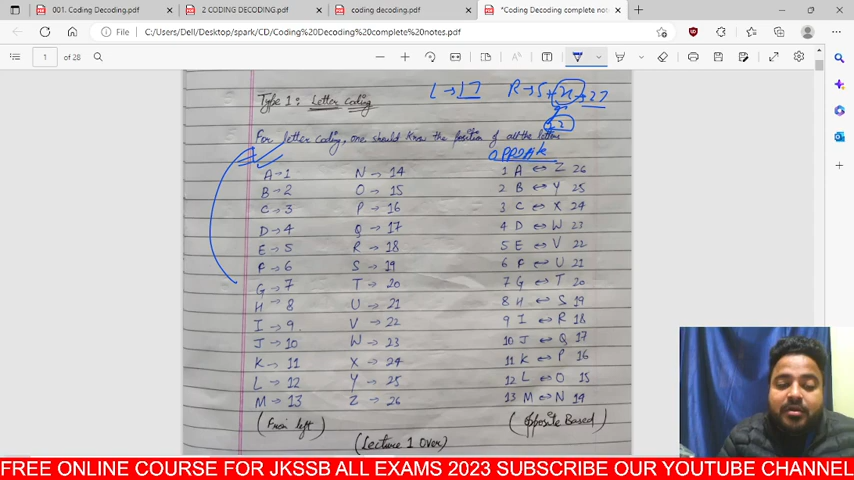 001. Coding Decoding.pdf
2 CODING DECODING.pdf
coding decoding.pdf
*Coding Decoding complete no
File
C:/Users/Dell/Desktop/spark/CD/Coding%20Decoding%20complete%20notes.pdf
1
of 28
L → 17
R → 5 + → 27
22
Type 1: Letter coding
For letter coding, one should know the position of all the letters
opposite
A → 1
B → 2
C → 3
D → 4
E → 5
F → 6
G → 7
H → 8
I → 9
J → 10
K → 11
L → 12
M → 13
(From left)
N → 14
O → 15
P → 16
Q → 17
R → 18
S → 19
T → 20
U → 21
V → 22
W → 23
X → 24
Y → 25
Z → 26
(Lecture 1 Over)
1 A ↔ Z 26
2 B ↔ Y 25
3 C ↔ X 24
4 D ↔ W 23
5 E ↔ V 22
6 F ↔ U 21
7 G ↔ T 20
8 H ↔ S 19
9 I ↔ R 18
10 J ↔ Q 17
11 K ↔ P 16
12 L ↔ O 15
13 M ↔ N 14
(Opposite Based)
FREE ONLINE COURSE FOR JKSSB ALL EXAMS 2023 SUBSCRIBE OUR YOUTUBE CHANNEL